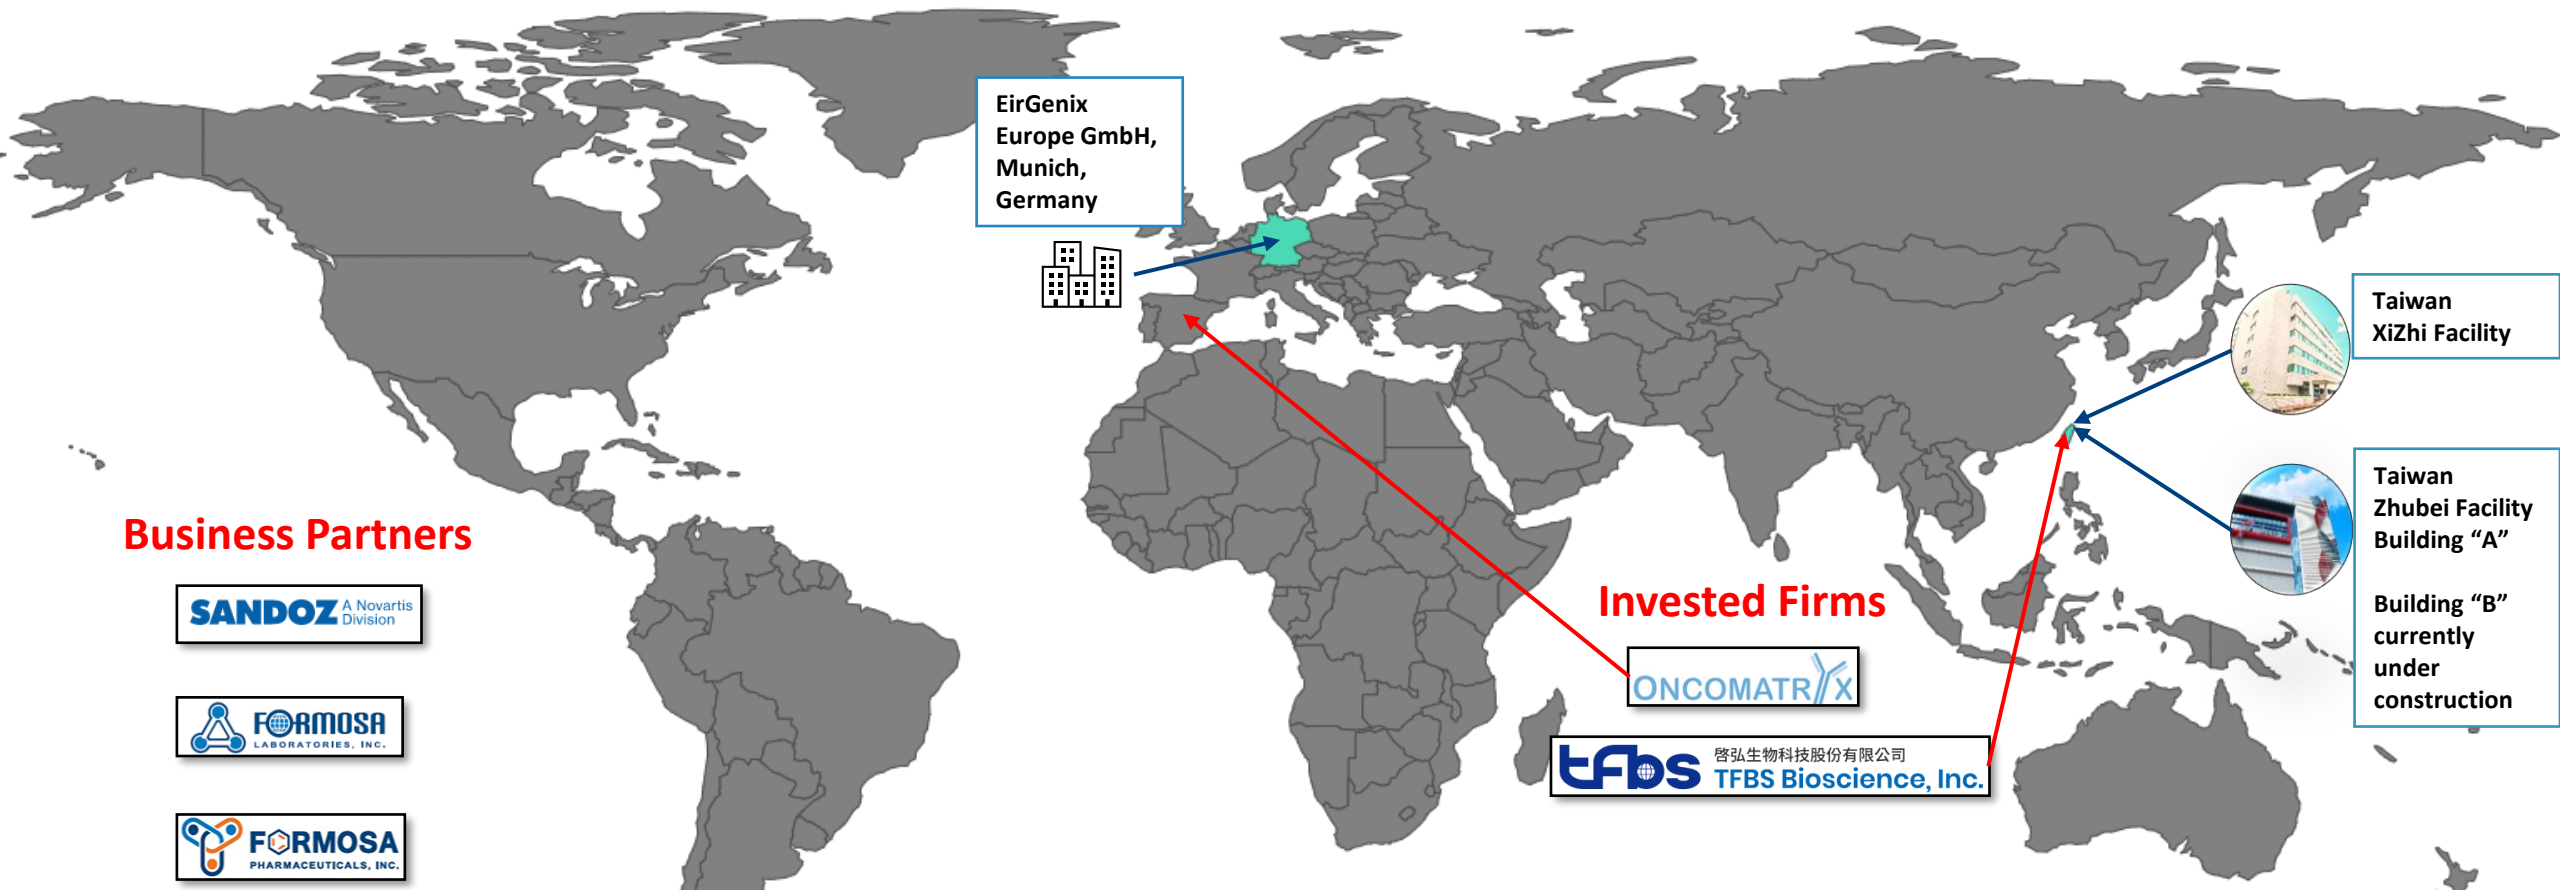 EirGenix
Europe GmbH,
Munich,
Germany
Taiwan
XiZhi Facility
Taiwan
Zhubei Facility
Building “A”
Building “B”
currently
under
construction
Business Partners
SANDOZ A Novartis
Division
FORMOSA
LABORATORIES, INC.
FORMOSA
PHARMACEUTICALS, INC.
Invested Firms
ONCOMATRYX
tfbs
啓弘生物科技股份有限公司
TFBS Bioscience, Inc.